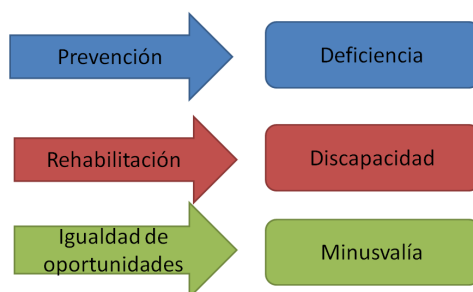 Prevención
Deficiencia
Rehabilitación
Discapacidad
Igualdad de
oportunidades
Minusvalía